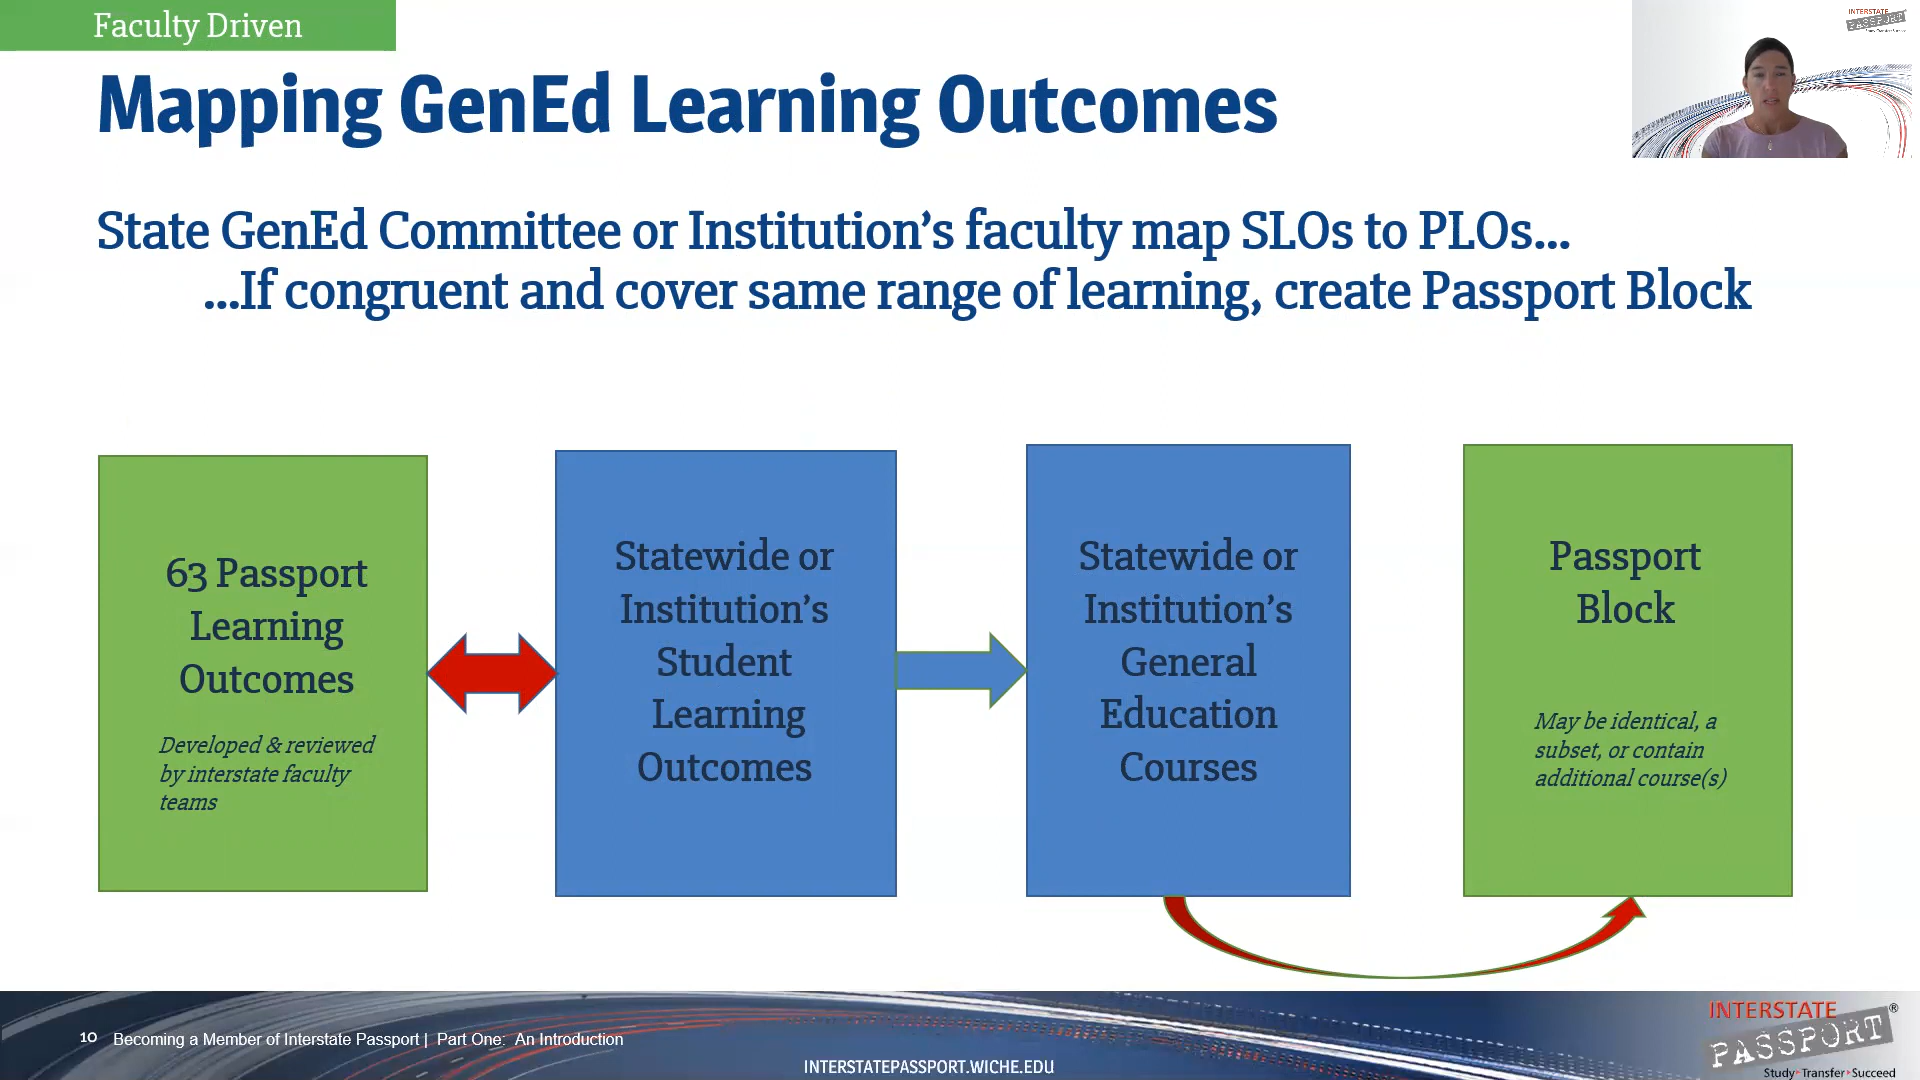 Faculty Driven
Mapping GenEd Learning Outcomes
INTERSTATE
PASSPORT
State GenEd Committee or Institution’s faculty map SLOs to PLOs...
...If congruent and cover same range of learning, create Passport Block
63 Passport
Learning
Outcomes
Developed & reviewed
by interstate faculty
teams
Statewide or
Institution’s
Student
Learning
Outcomes
Statewide or
Institution’s
General
Education
Courses
Passport
Block
May be identical, a
subset, or contain
additional course(s)
10 Becoming a Member of Interstate Passport | Part One: An Introduction
INTERSTATEPASSPORT.WICHE.EDU
INTERSTATE ®
PASSPORT
Study Transfer Succeed